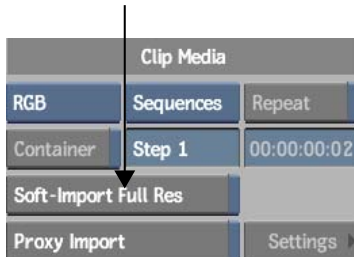 Clip Media
RGB Sequences Repeat
Container Step 1 00:00:00:02
Soft-Import Full Res
Proxy Import Settings